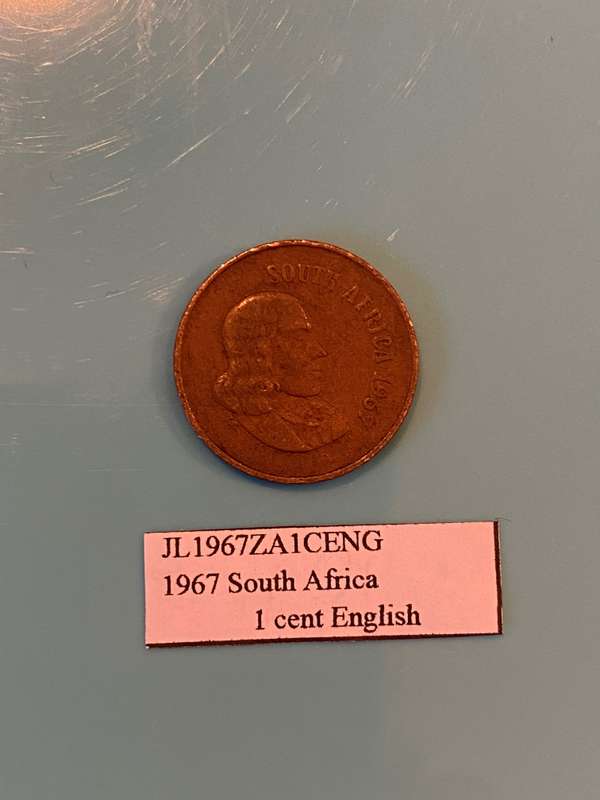 SOUTH AFRICA 1967
JL1967ZA1CENG
1967 South Africa
1 cent English